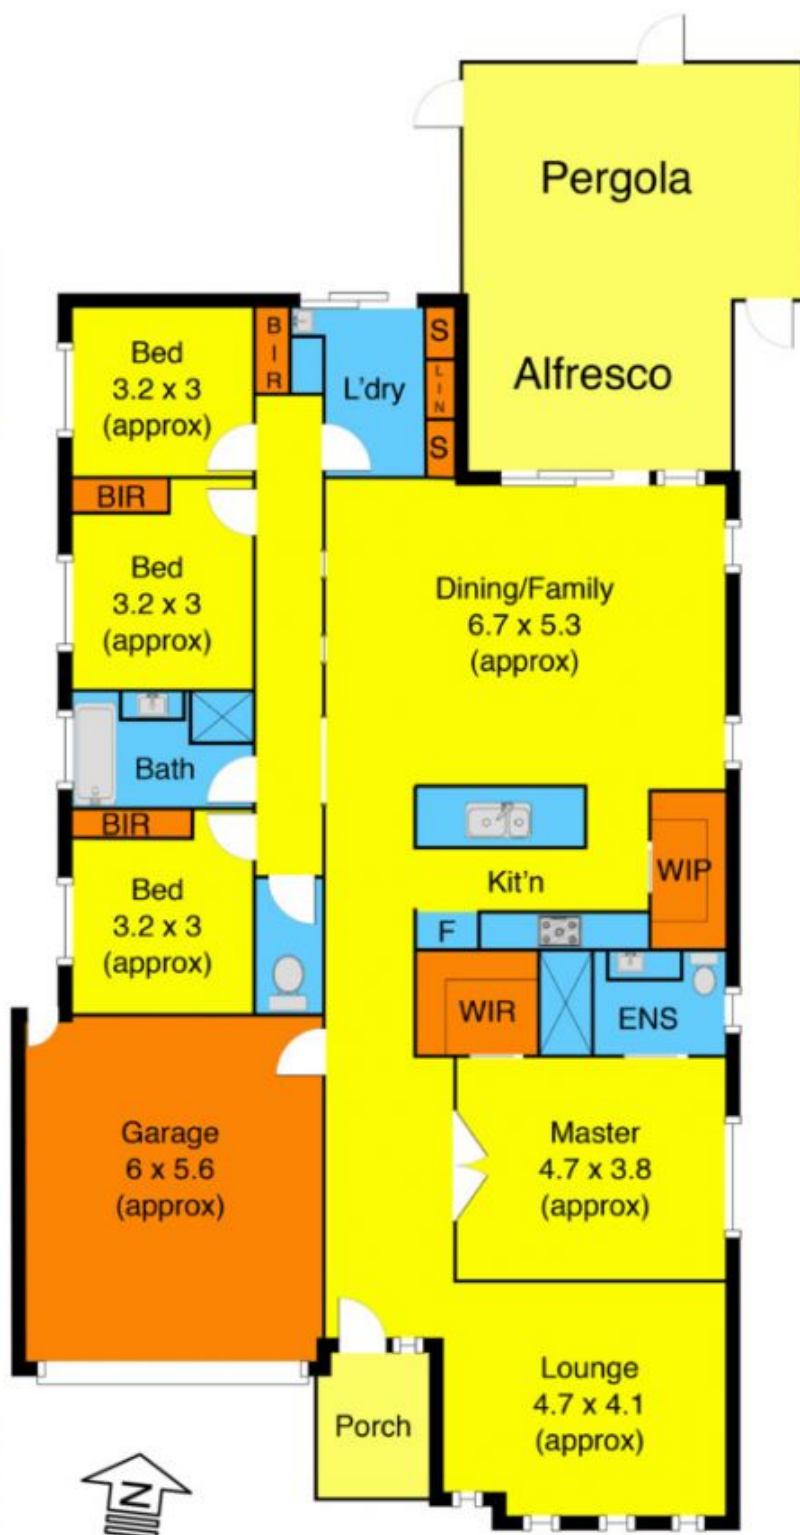 Pergola
Alfresco
Bed
3.2 x 3
(approx)
B
I
R
L'dry
S
L
I
N
S
BIR
Bed
3.2 x 3
(approx)
Dining/Family
6.7 x 5.3
(approx)
Bath
BIR
Bed
3.2 x 3
(approx)
Kit'n
WIP
F
WIR
ENS
Garage
6 x 5.6
(approx)
Master
4.7 x 3.8
(approx)
Lounge
4.7 x 4.1
(approx)
Porch
N